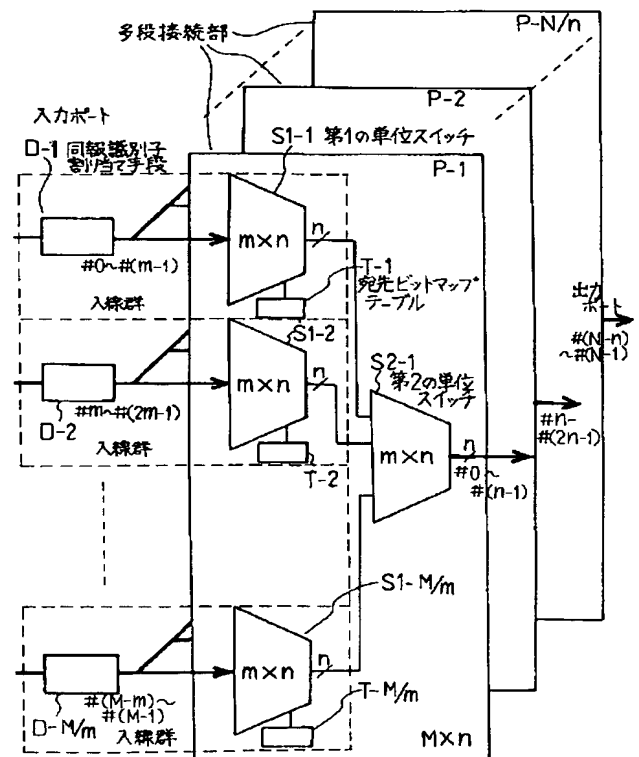 多段接続部
P-N/n
P-2
P-1
入力ポート
D-1 同報識別子
割り当て手段
S1-1 第1の単位スイッチ
m×n
n
#0~#(m-1)
入線群
T-1
宛先ビットマップ
テーブル
S1-2
m×n
n
#m~#(2m-1)
D-2
入線群
T-2
S2-1
第2の単位
スイッチ
m×n
n
#0~
#(n-1)
出力
ポート
#(N-n)
~#(N-1)
#n-
#(2n-1)
S1-M/m
m×n
n
#(M-m)~
#(M-1)
D-M/m
入線群
T-M/m
M×n